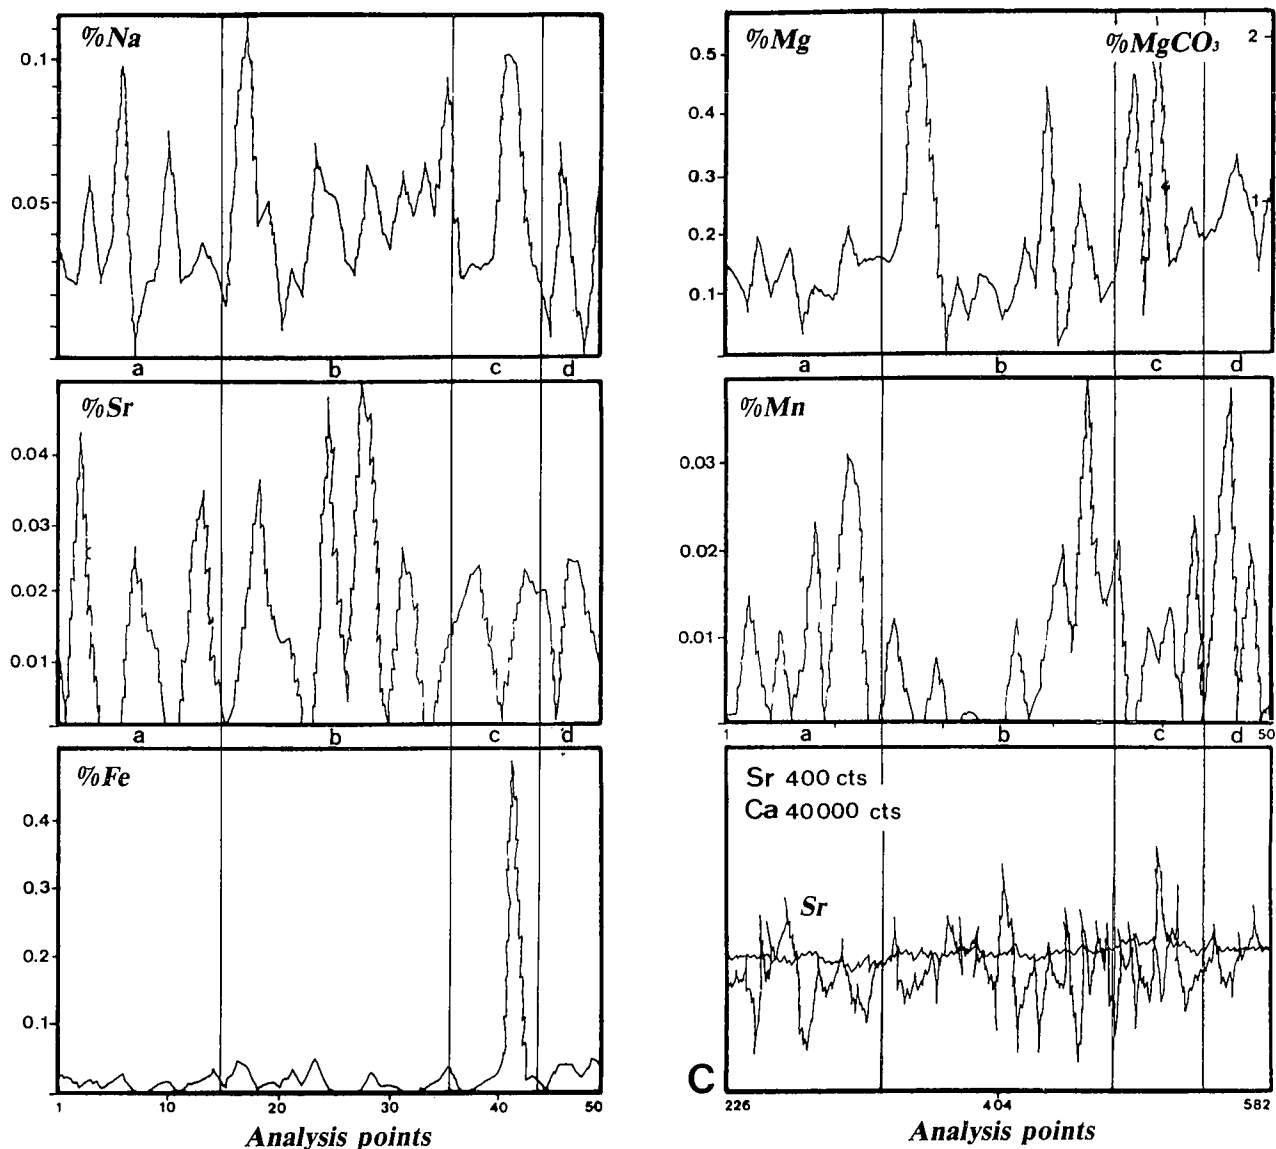 %Na
0.1
0.05
a b c d
%Mg %MgCO₃ 2
0.5
0.4
0.3
0.2 1
0.1
a b c d
%Sr
0.04
0.03
0.02
0.01
a b c d
%Mn
0.03
0.02
0.01
1 50
a b c d
%Fe
0.4
0.3
0.2
0.1
1 10 20 30 40 50
Analysis points
Sr 400 cts
Ca 40000 cts
Sr
C
226 404 582
Analysis points